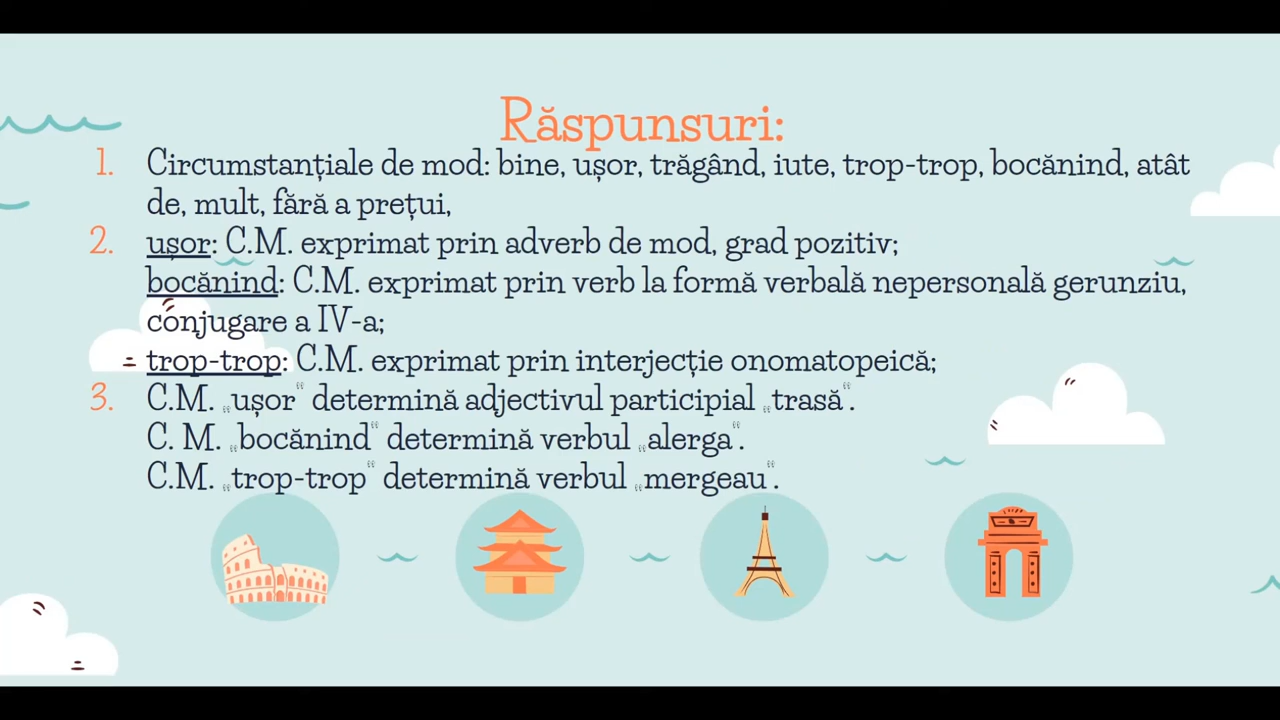 Răspunsuri:
1. Circumstanțiale de mod: bine, ușor, trăgând, iute, trop-trop, bocănind, atât
de, mult, fără a prețui,
2. ușor: C.M. exprimat prin adverb de mod, grad pozitiv;
bocănind: C.M. exprimat prin verb la formă verbală nepersonală gerunziu,
conjugare a IV-a;
trop-trop: C.M. exprimat prin interjecție onomatopeică;
3. C.M. „ușor“ determină adjectivul participial „trasă“.
C. M. „bocănind“ determină verbul „alerga“.
C.M. „trop-trop“ determină verbul „mergeau“.